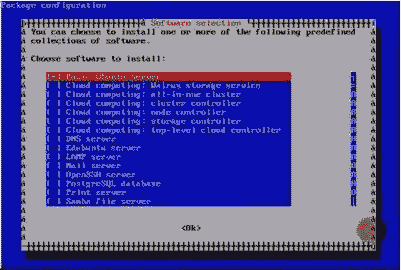 Package configuration
Software selection
You can choose to install one or more of the following predefined
collections of software.
Choose software to install:
[ ] Cloud computing: Walrus storage service
[ ] Cloud computing: all-in-one cluster
[ ] Cloud computing: cluster controller
[ ] Cloud computing: node controller
[ ] Cloud computing: storage controller
[ ] Cloud computing: top-level cloud controller
[ ] DNS server
[ ] Edubuntu server
[ ] LAMP server
[ ] Mail server
[ ] OpenSSH server
[ ] PostgreSQL database
[ ] Print server
[ ] Samba file server
<Ok>